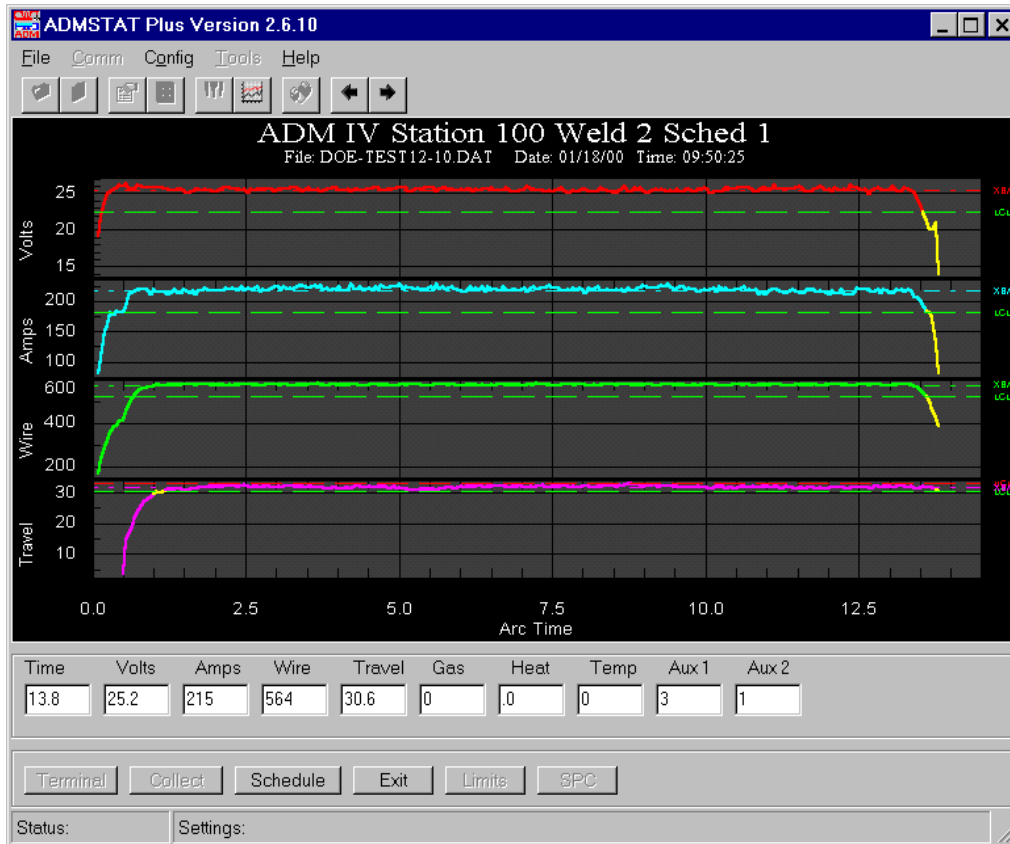 ADMSTAT Plus Version 2.6.10
File Comm Config Tools Help
ADM IV Station 100 Weld 2 Sched 1
File: DOE-TEST12-10.DAT Date: 01/18/00 Time: 09:50:25
Volts
25
20
15
Amps
200
150
100
Wire
600
400
200
Travel
30
20
10
0.0 2.5 5.0 7.5 10.0 12.5
Arc Time
Time Volts Amps Wire Travel Gas Heat Temp Aux 1 Aux 2
13.8 25.2 215 564 30.6 0 .0 0 3 1
Terminal Collect Schedule Exit Limits SPC
Status: Settings: